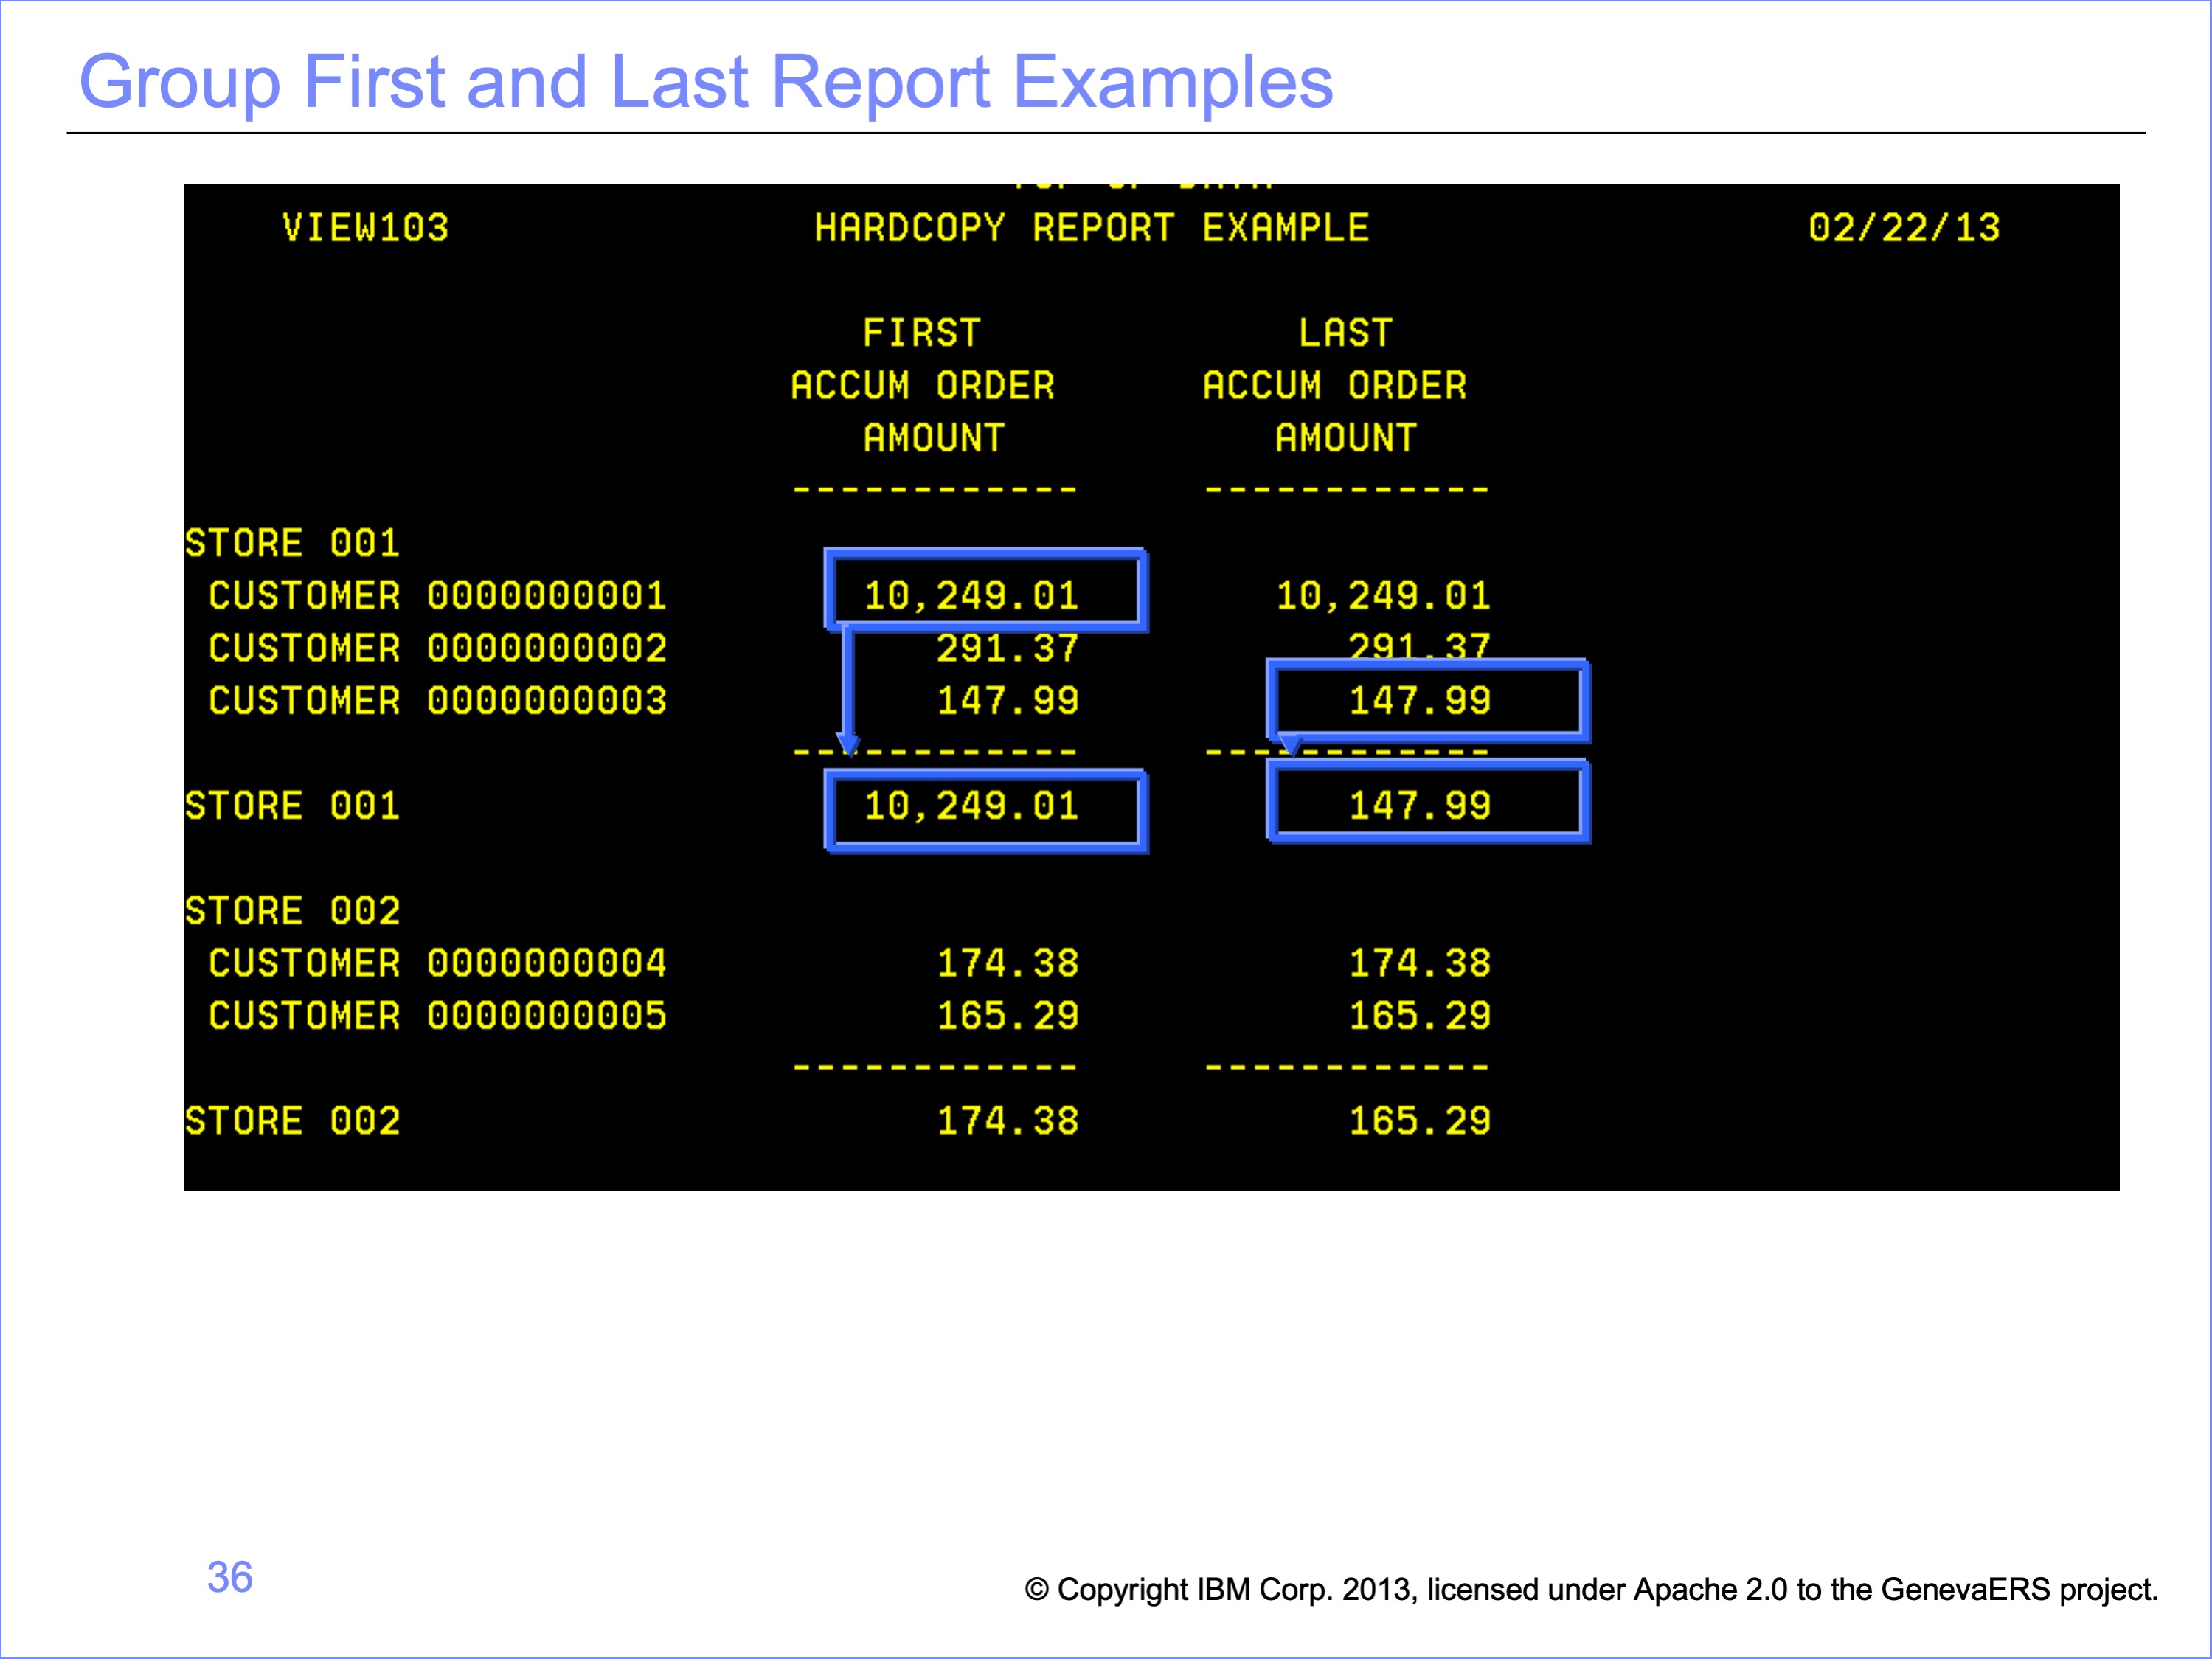 Group First and Last Report Examples
VIEW103 HARDCOPY REPORT EXAMPLE 02/22/13
FIRST LAST
ACCUM ORDER ACCUM ORDER
AMOUNT AMOUNT
------------ ------------
STORE 001
CUSTOMER 0000000001 10,249.01 10,249.01
CUSTOMER 0000000002 291.37 291.37
CUSTOMER 0000000003 147.99 147.99
------------ ------------
STORE 001 10,249.01 147.99
STORE 002
CUSTOMER 0000000004 174.38 174.38
CUSTOMER 0000000005 165.29 165.29
------------ ------------
STORE 002 174.38 165.29
36
© Copyright IBM Corp. 2013, licensed under Apache 2.0 to the GenevaERS project.